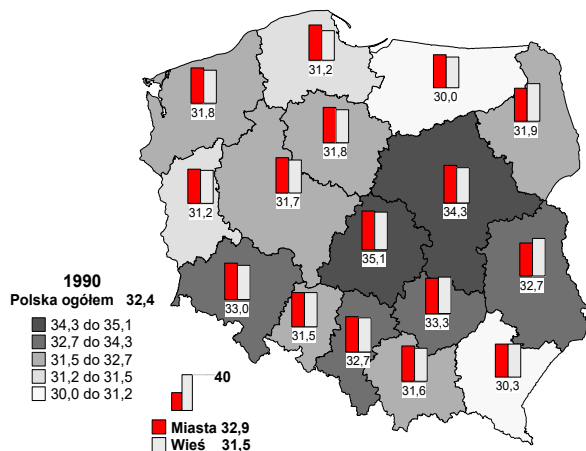 31,2
30,0
31,8
31,9
31,8
31,2
31,7
34,3
35,1
32,7
33,0
33,3
31,5
32,7
31,6
30,3
1990
Polska ogółem 32,4
34,3 do 35,1
32,7 do 34,3
31,5 do 32,7
31,2 do 31,5
30,0 do 31,2
40
Miasta 32,9
Wieś 31,5